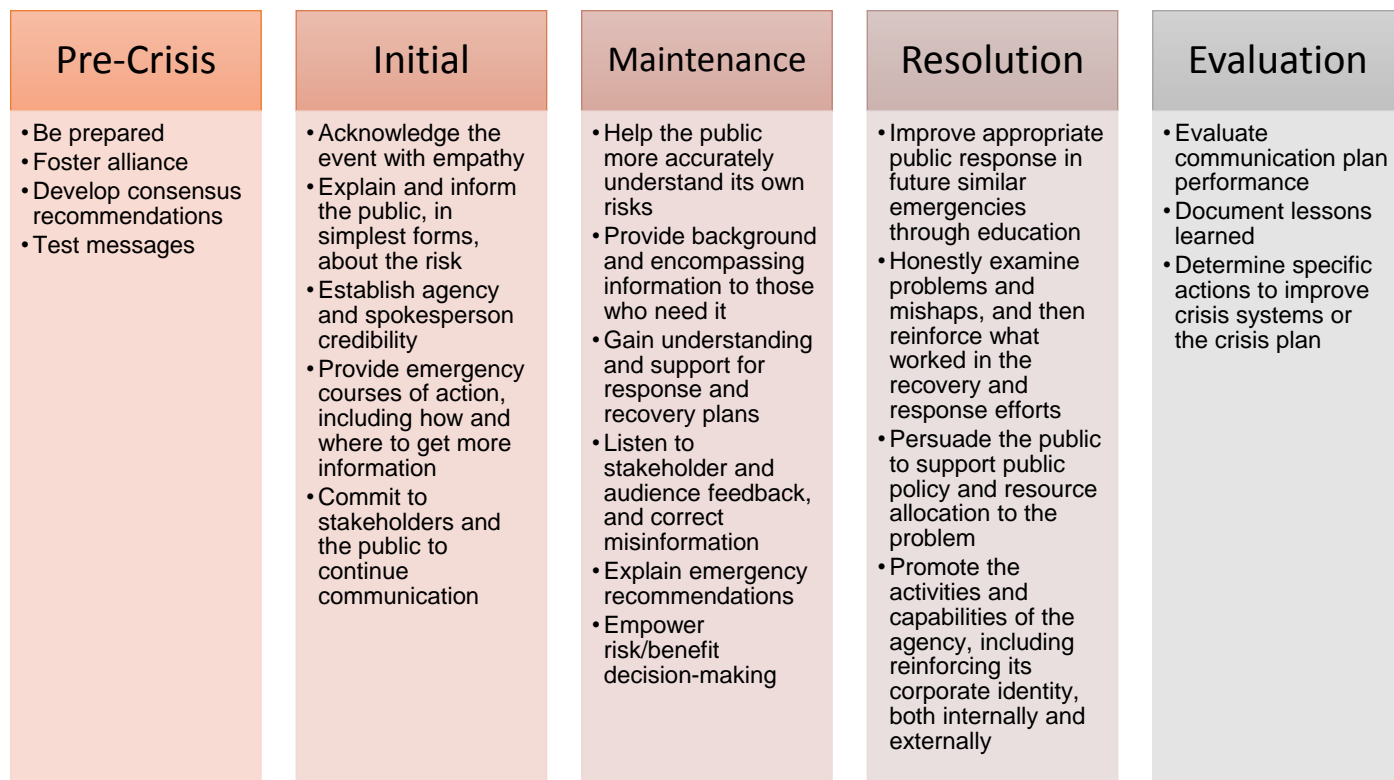 Pre-Crisis
• Be prepared
• Foster alliance
• Develop consensus
recommendations
• Test messages
Initial
• Acknowledge the
event with empathy
• Explain and inform
the public, in
simplest forms,
about the risk
• Establish agency
and spokesperson
credibility
• Provide emergency
courses of action,
including how and
where to get more
information
• Commit to
stakeholders and
the public to
continue
communication
Maintenance
• Help the public
more accurately
understand its own
risks
• Provide background
and encompassing
information to those
who need it
• Gain understanding
and support for
response and
recovery plans
• Listen to
stakeholder and
audience feedback,
and correct
misinformation
• Explain emergency
recommendations
• Empower
risk/benefit
decision-making
Resolution
• Improve appropriate
public response in
future similar
emergencies
through education
• Honestly examine
problems and
mishaps, and then
reinforce what
worked in the
recovery and
response efforts
• Persuade the public
to support public
policy and resource
allocation to the
problem
• Promote the
activities and
capabilities of the
agency, including
reinforcing its
corporate identity,
both internally and
externally
Evaluation
• Evaluate
communication plan
performance
• Document lessons
learned
• Determine specific
actions to improve
crisis systems or
the crisis plan